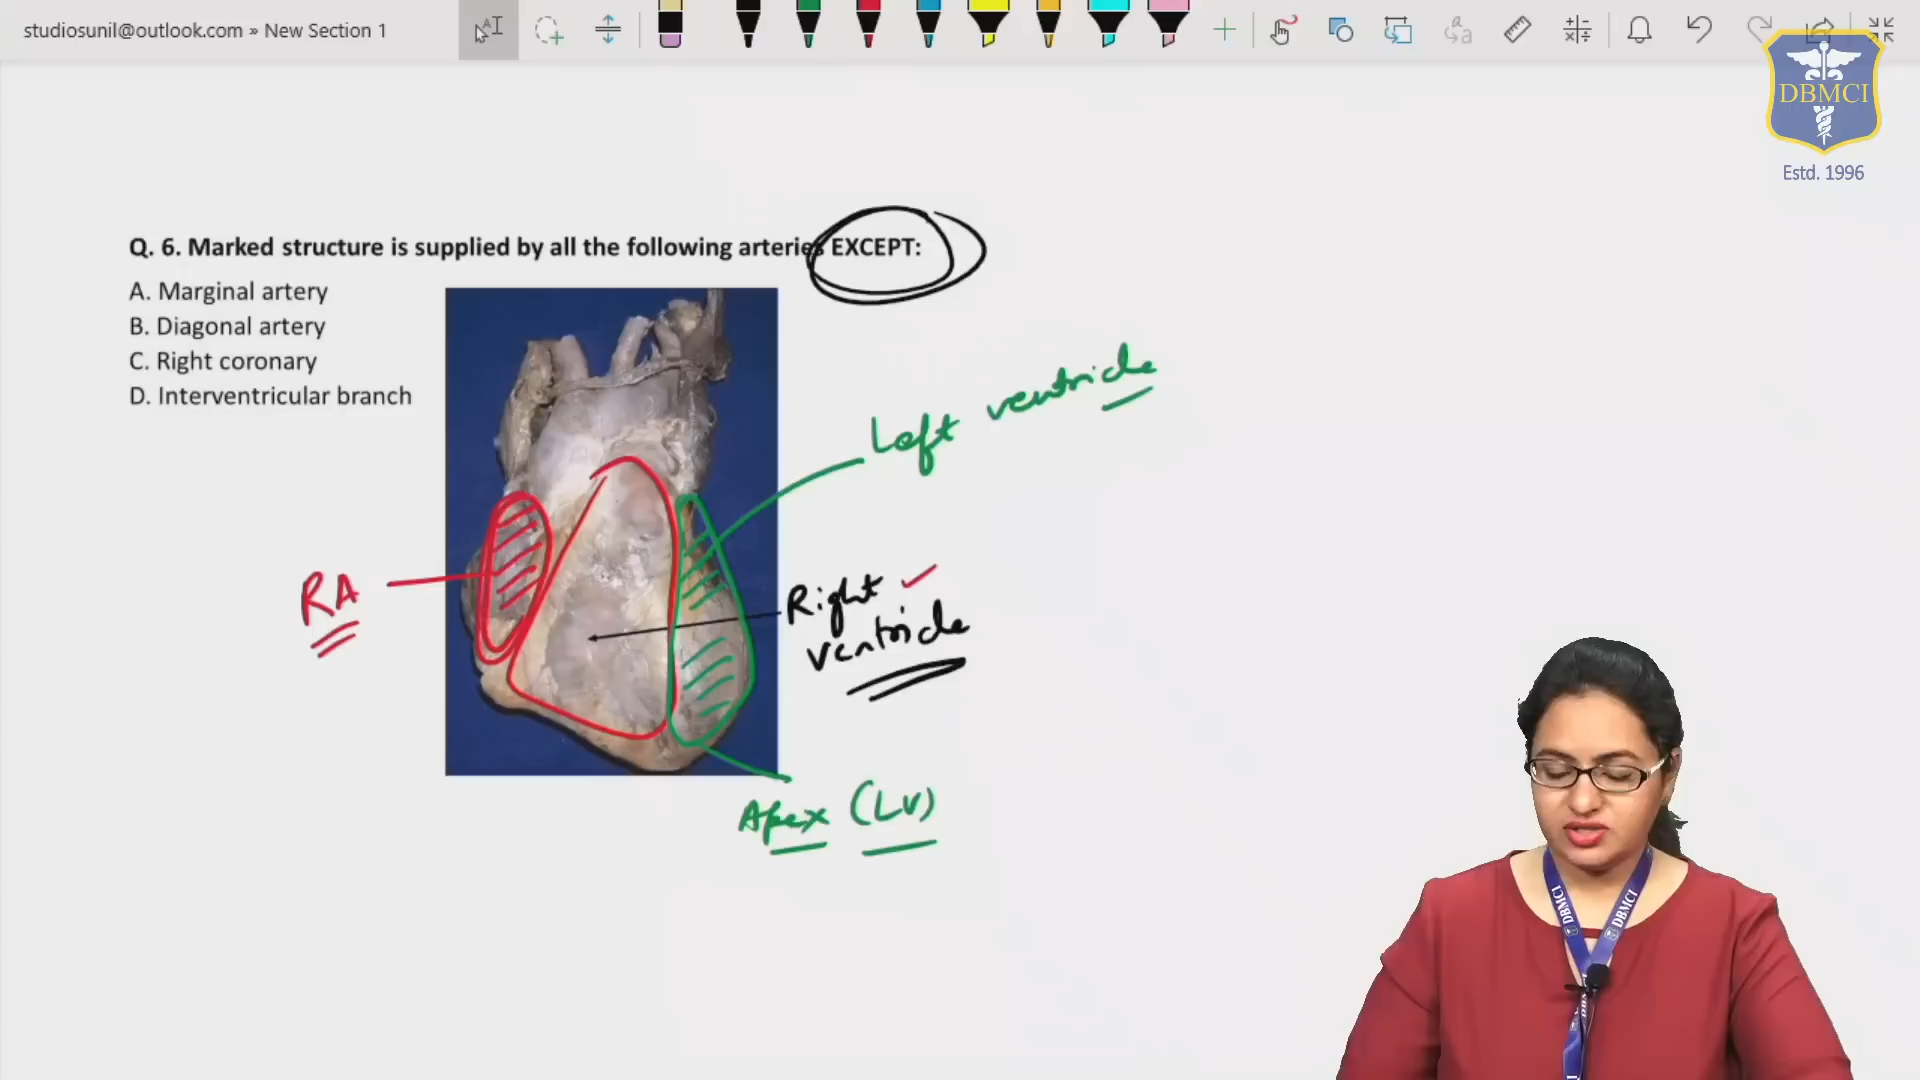 studiosunil@outlook.com » New Section 1
DBMCI
Estd. 1996
Q. 6. Marked structure is supplied by all the following arteries EXCEPT:
A. Marginal artery
B. Diagonal artery
C. Right coronary
D. Interventricular branch
Left ventricle
RA
Right
ventricle
Apex (LV)
DBMCI
DBMCI